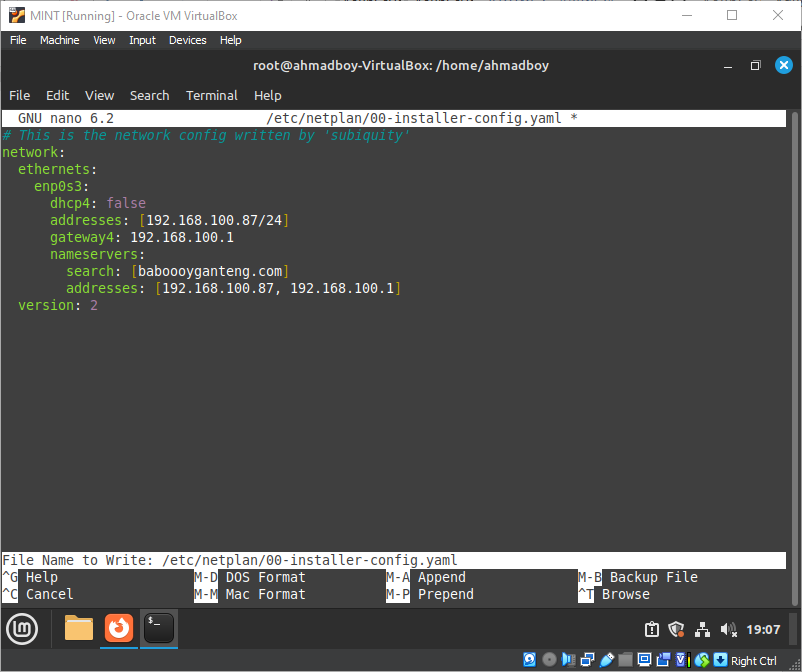 MINT [Running] - Oracle VM VirtualBox
File Machine View Input Devices Help
root@ahmadboy-VirtualBox: /home/ahmadboy
File Edit View Search Terminal Help
GNU nano 6.2 /etc/netplan/00-installer-config.yaml *
# This is the network config written by 'subiquity'
network:
  ethernets:
    enp0s3:
      dhcp4: false
      addresses: [192.168.100.87/24]
      gateway4: 192.168.100.1
      nameservers:
        search: [baboooyganteng.com]
        addresses: [192.168.100.87, 192.168.100.1]
  version: 2
File Name to Write: /etc/netplan/00-installer-config.yaml
^G Help M-D DOS Format M-A Append M-B Backup File
^C Cancel M-M Mac Format M-P Prepend ^T Browse
19:07
Right Ctrl